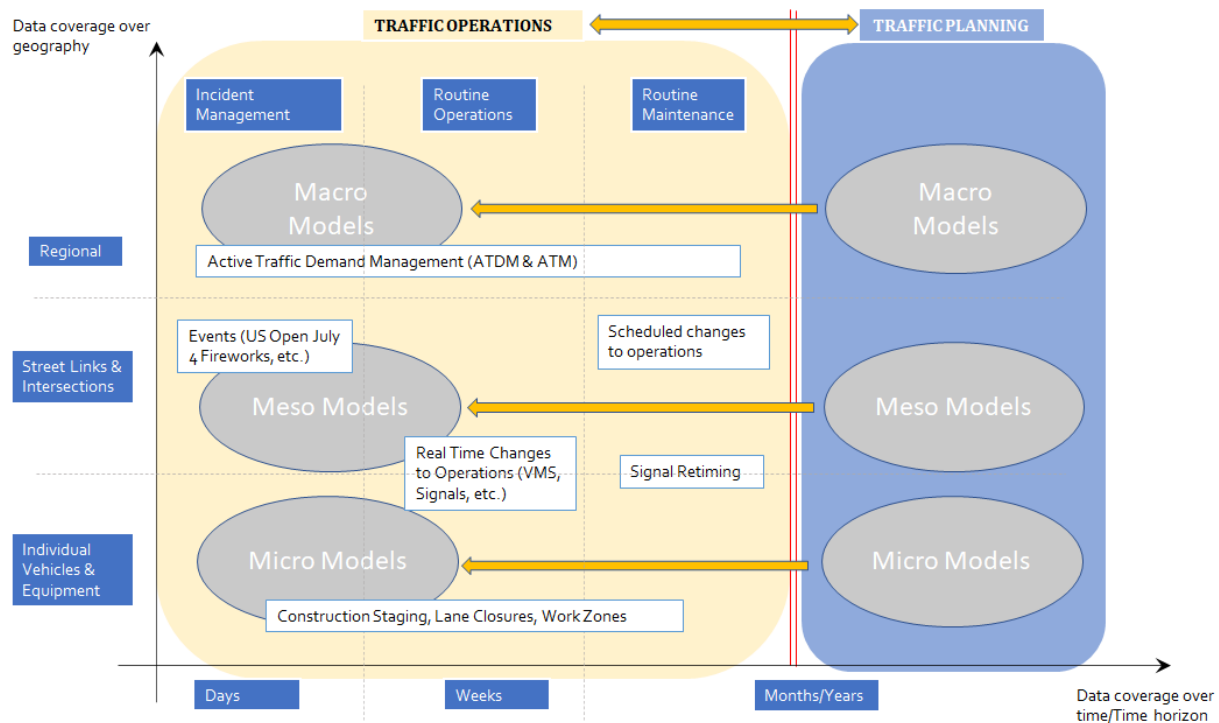 Data coverage over
geography
TRAFFIC OPERATIONS
TRAFFIC PLANNING
Incident
Management
Routine
Operations
Routine
Maintenance
Macro
Models
Macro
Models
Regional
Active Traffic Demand Management (ATDM & ATM)
Events (US Open July
4 Fireworks, etc.)
Scheduled changes
to operations
Street Links &
Intersections
Meso Models
Meso Models
Real Time Changes
to Operations (VMS,
Signals, etc.)
Signal Retiming
Individual
Vehicles &
Equipment
Micro Models
Micro Models
Construction Staging, Lane Closures, Work Zones
Days
Weeks
Months/Years
Data coverage over
time/Time horizon